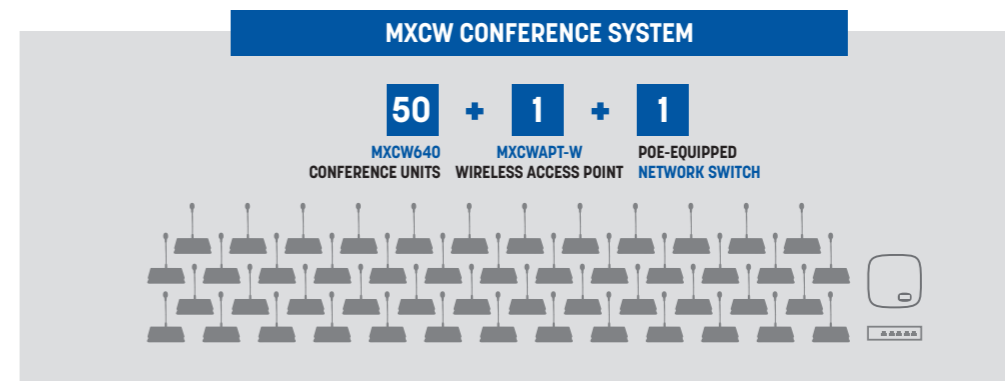 MXCW CONFERENCE SYSTEM
50 + 1 + 1
MXCW640 MXCWAPT-W POE-EQUIPPED
CONFERENCE UNITS WIRELESS ACCESS POINT NETWORK SWITCH